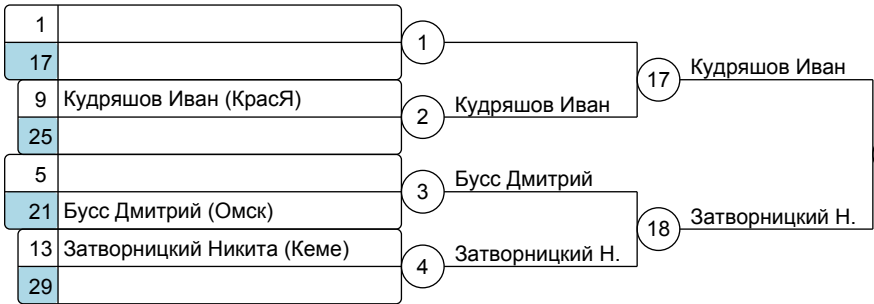 1
17
1
9 Кудряшов Иван (КрасЯ)
25
2
Кудряшов Иван
17
Кудряшов Иван
5
21 Бусс Дмитрий (Омск)
3
Бусс Дмитрий
13 Затворницкий Никита (Кеме)
29
4
Затворницкий Н.
18
Затворницкий Н.